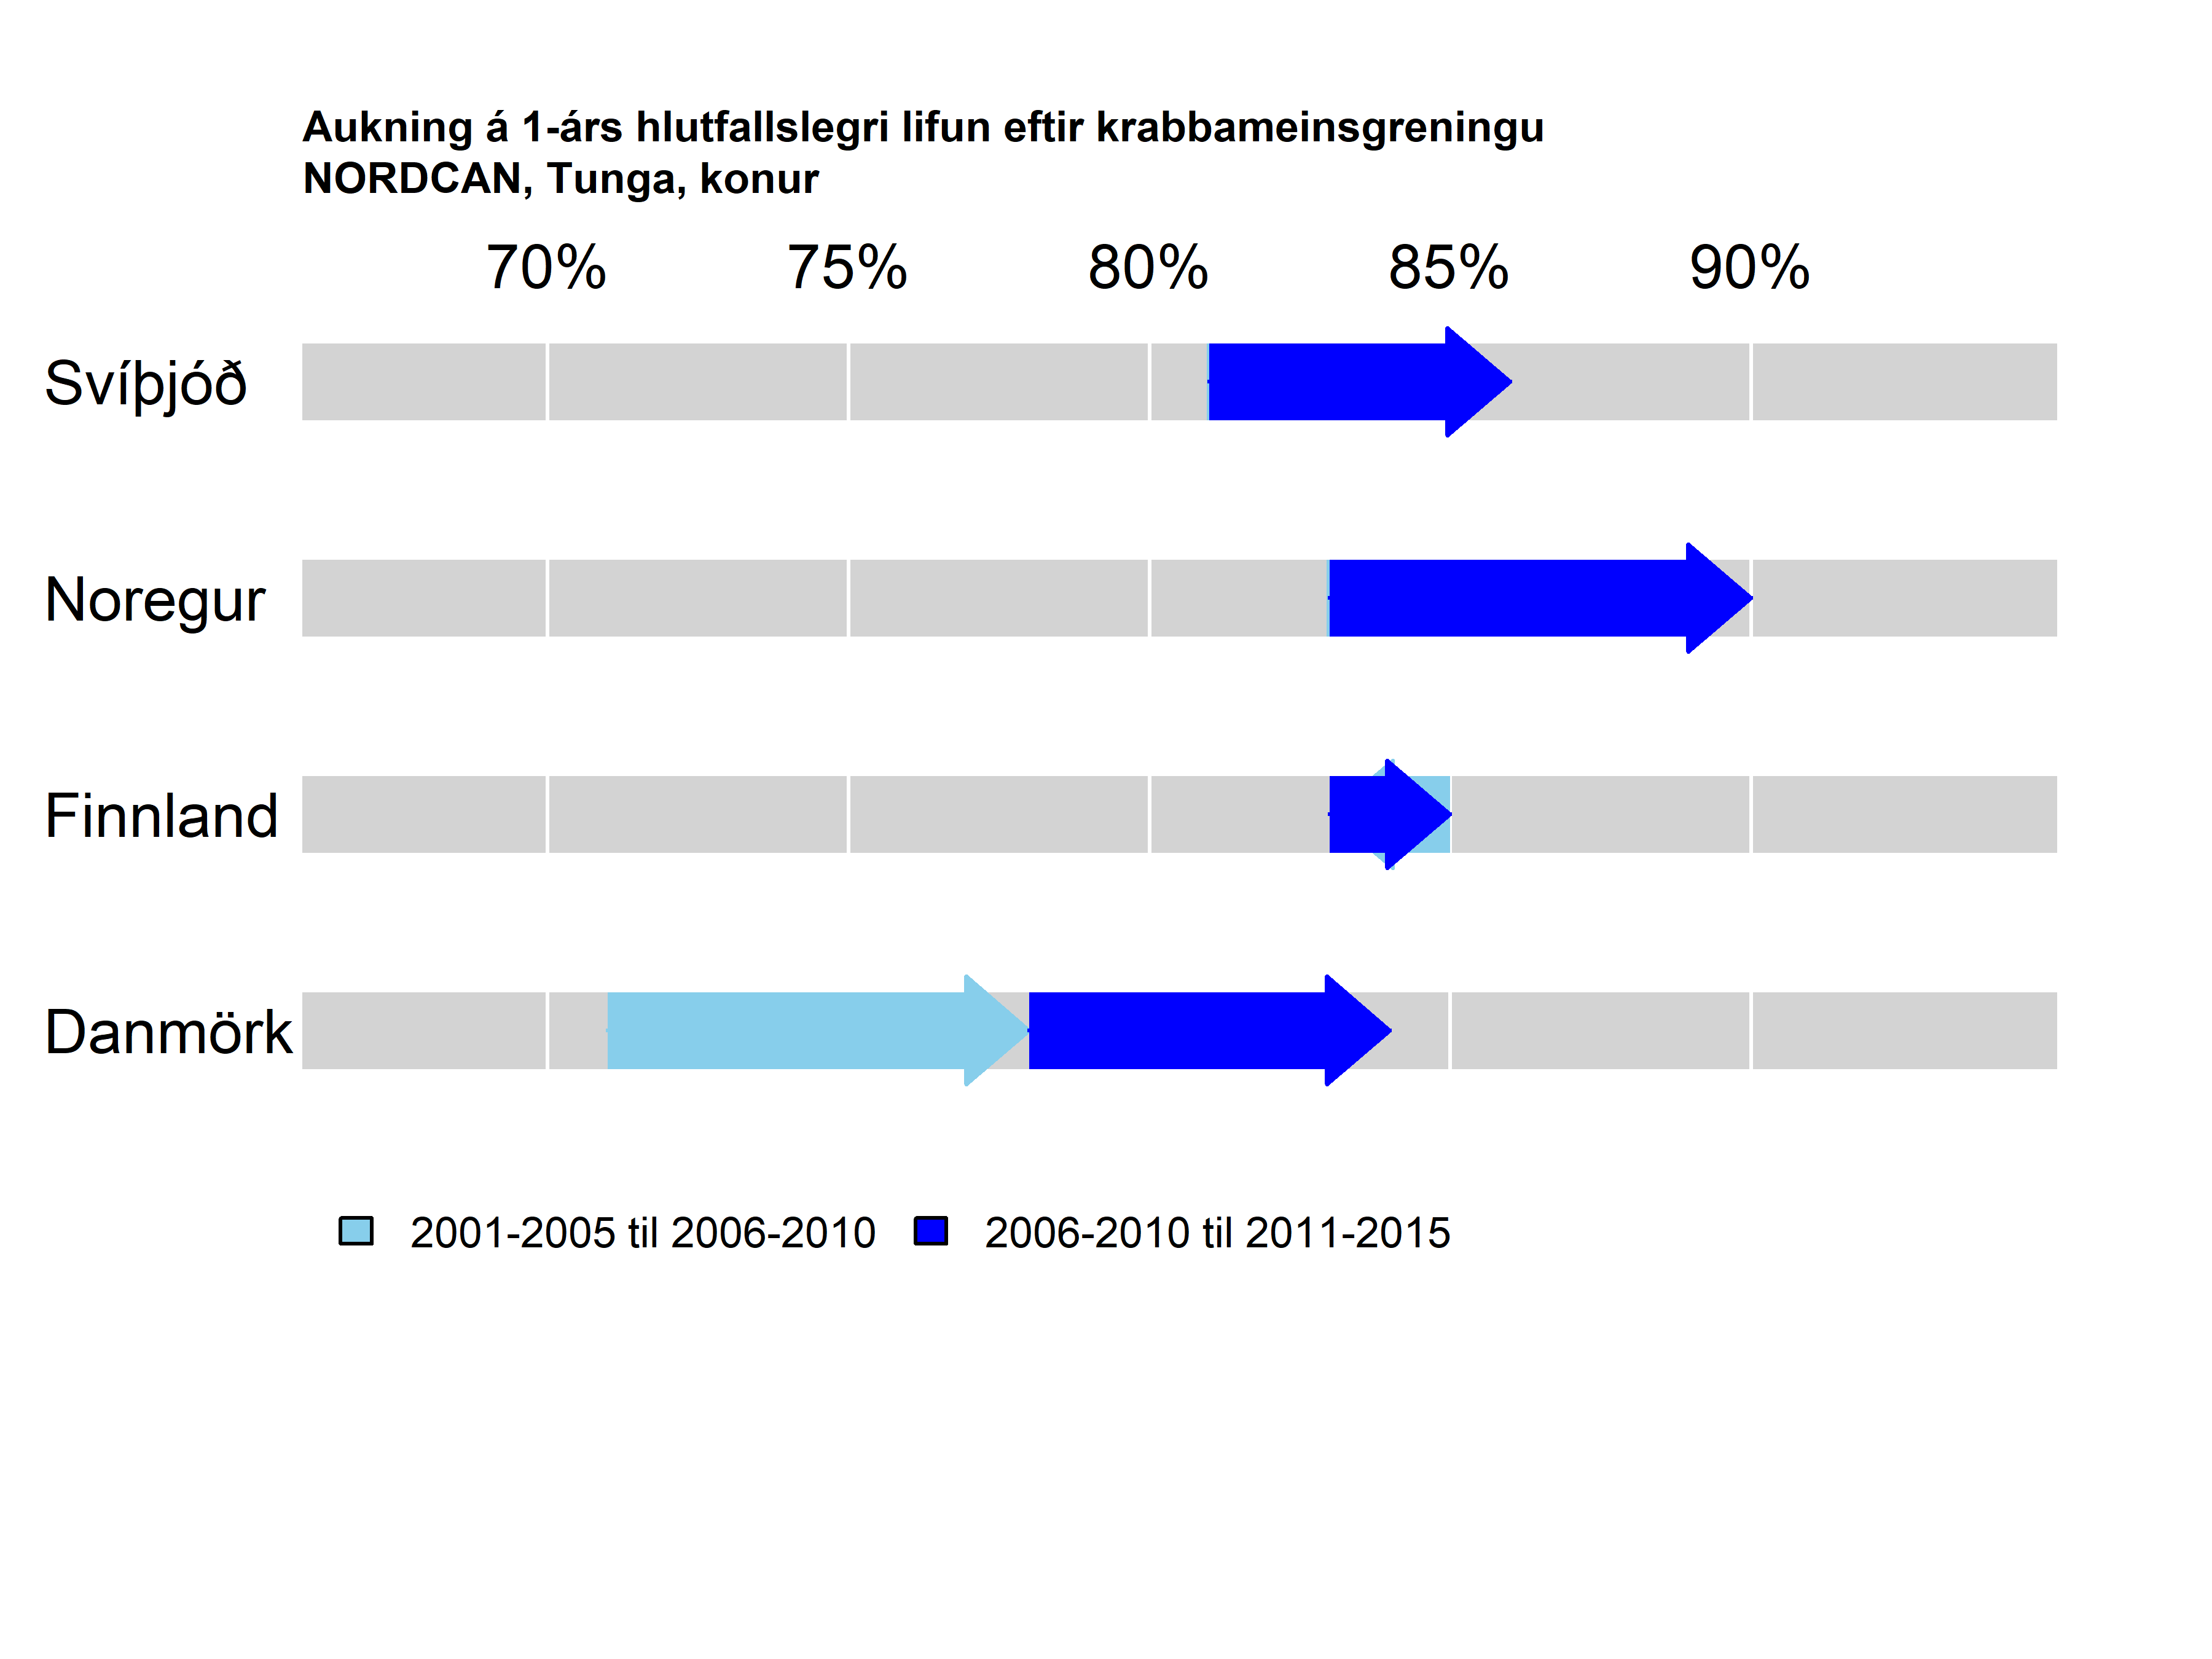 Aukning á 1-árs hlutfallslegri lifun eftir krabbameinsgreningu
NORDCAN, Tunga, konur
70% 75% 80% 85% 90%
Svíþjóð
Noregur
Finnland
Danmörk
2001-2005 til 2006-2010 2006-2010 til 2011-2015